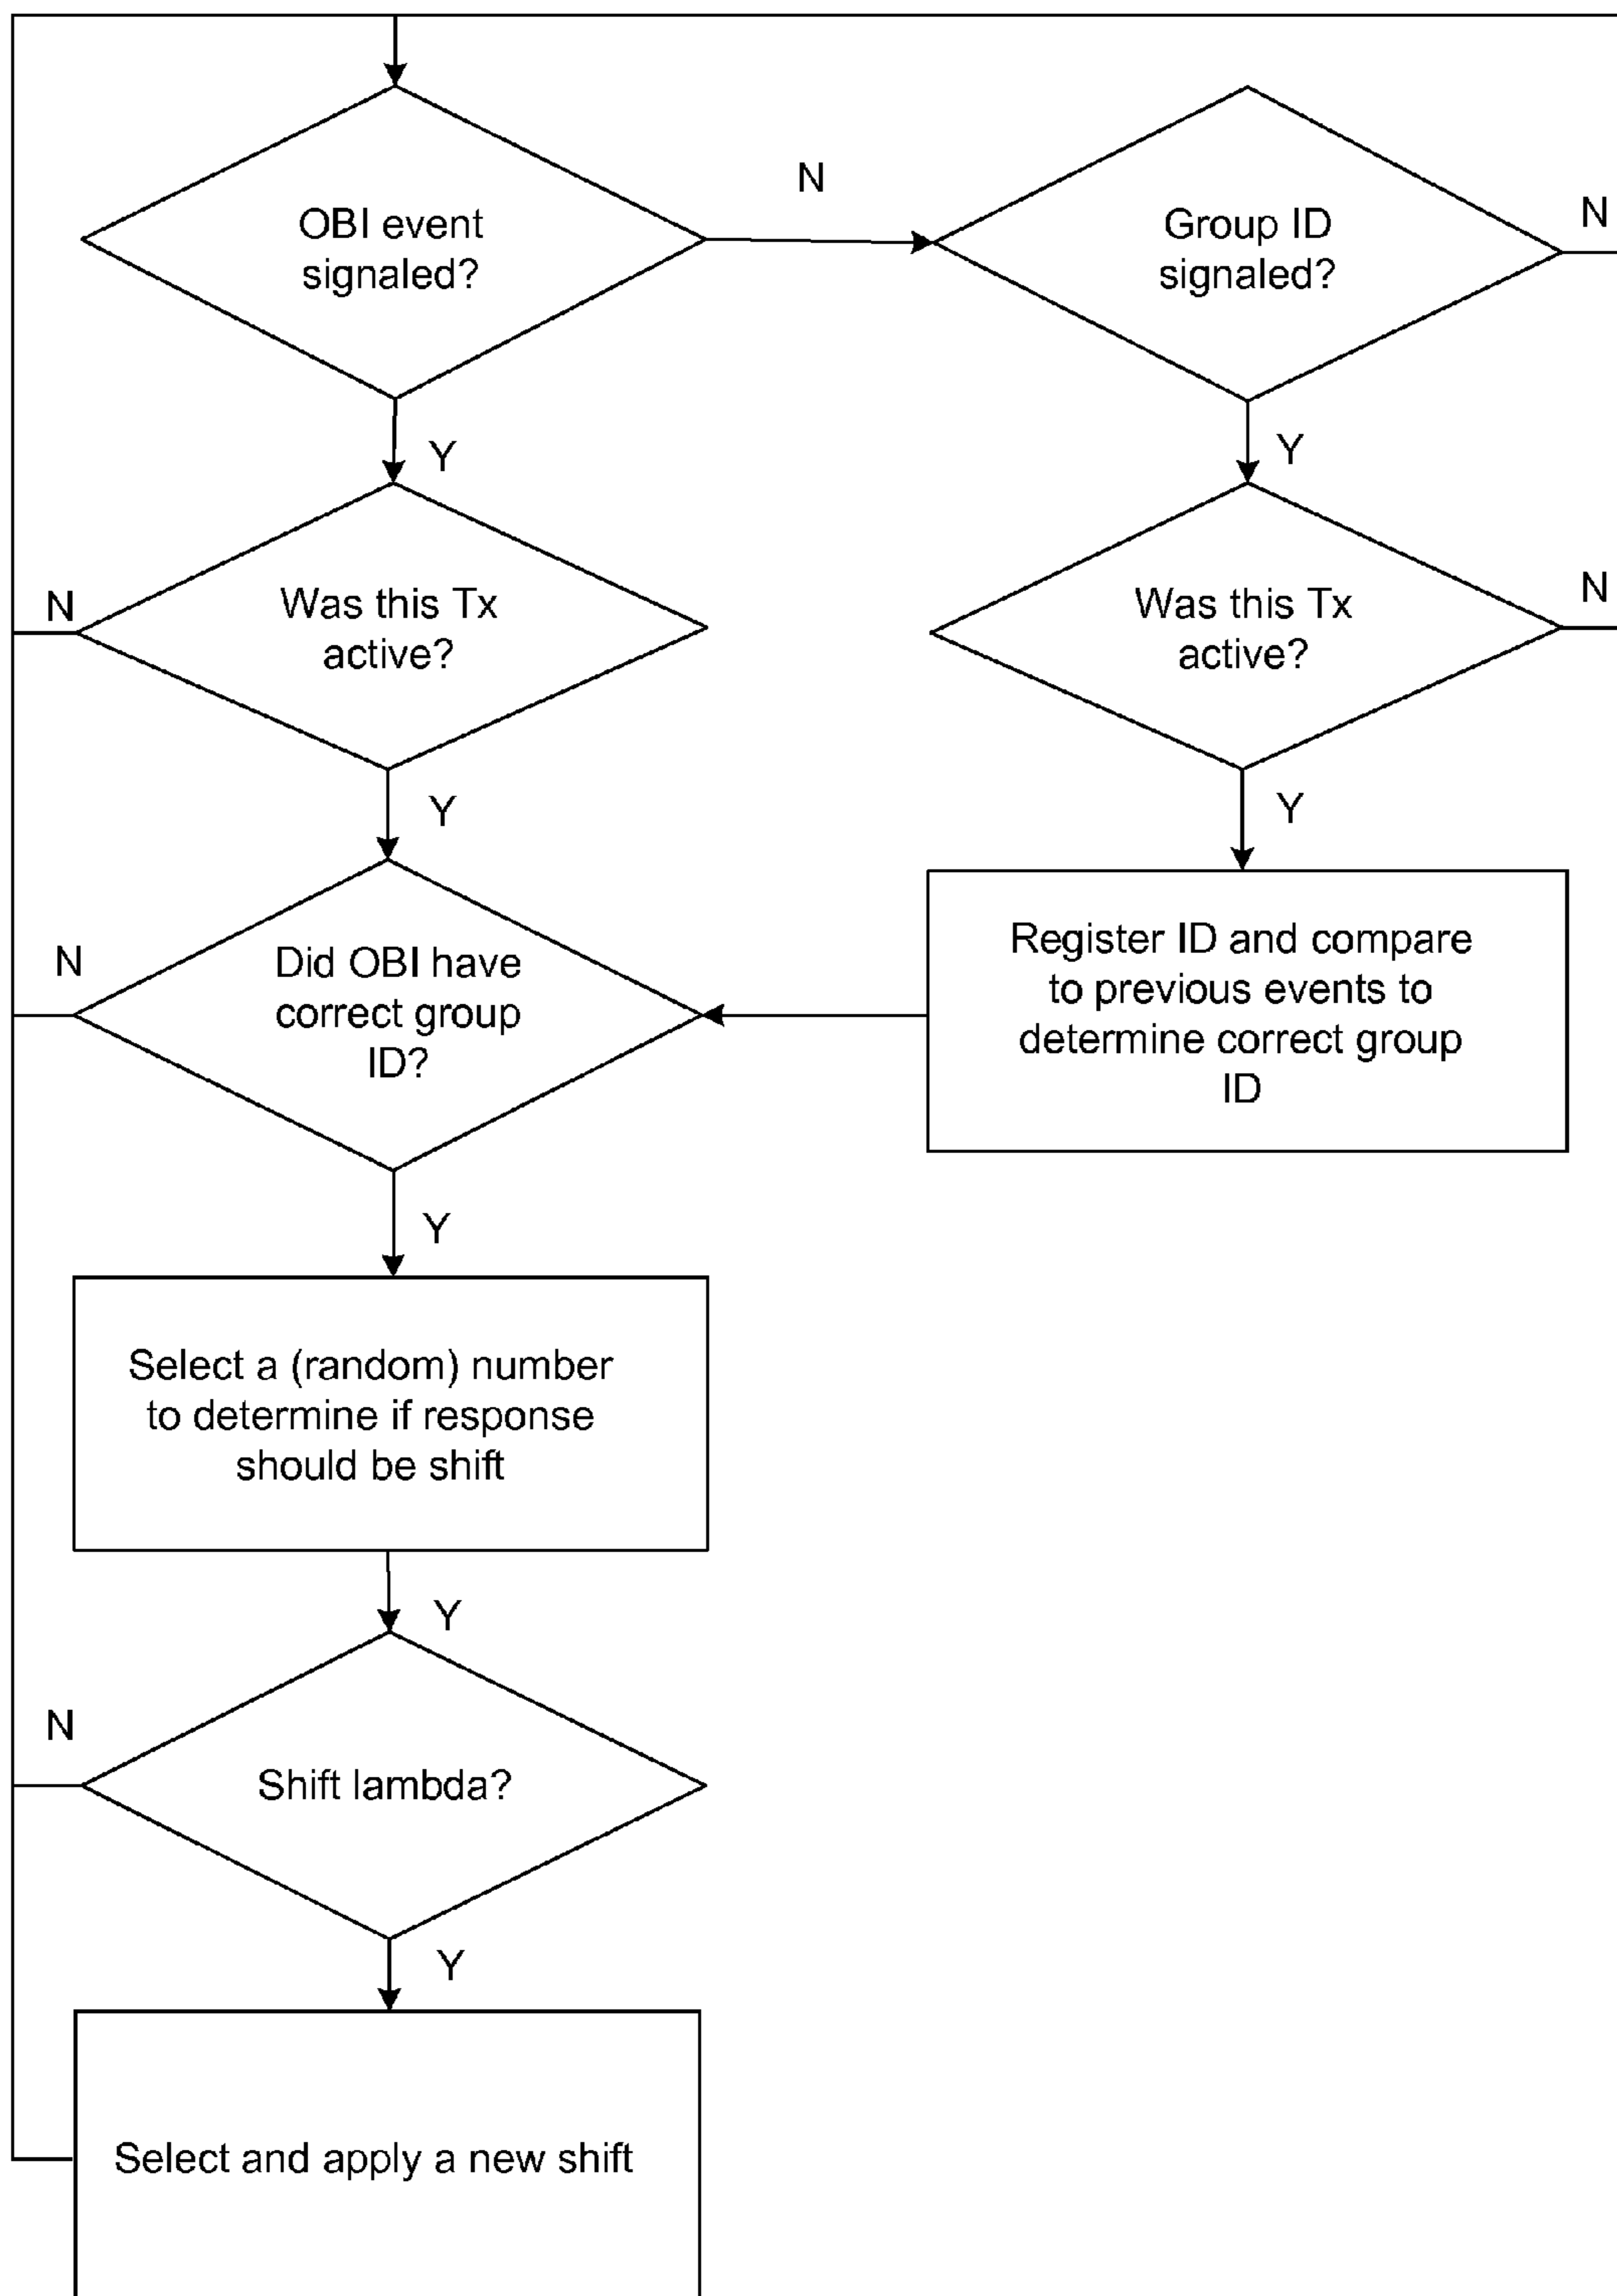 OBI event
signaled?
N
Group ID
signaled?
N
Y
Y
Was this Tx
active?
N
Was this Tx
active?
N
Y
Y
Did OBI have
correct group
ID?
N
Register ID and compare
to previous events to
determine correct group
ID
Y
Select a (random) number
to determine if response
should be shift
Y
Shift lambda?
N
Y
Select and apply a new shift